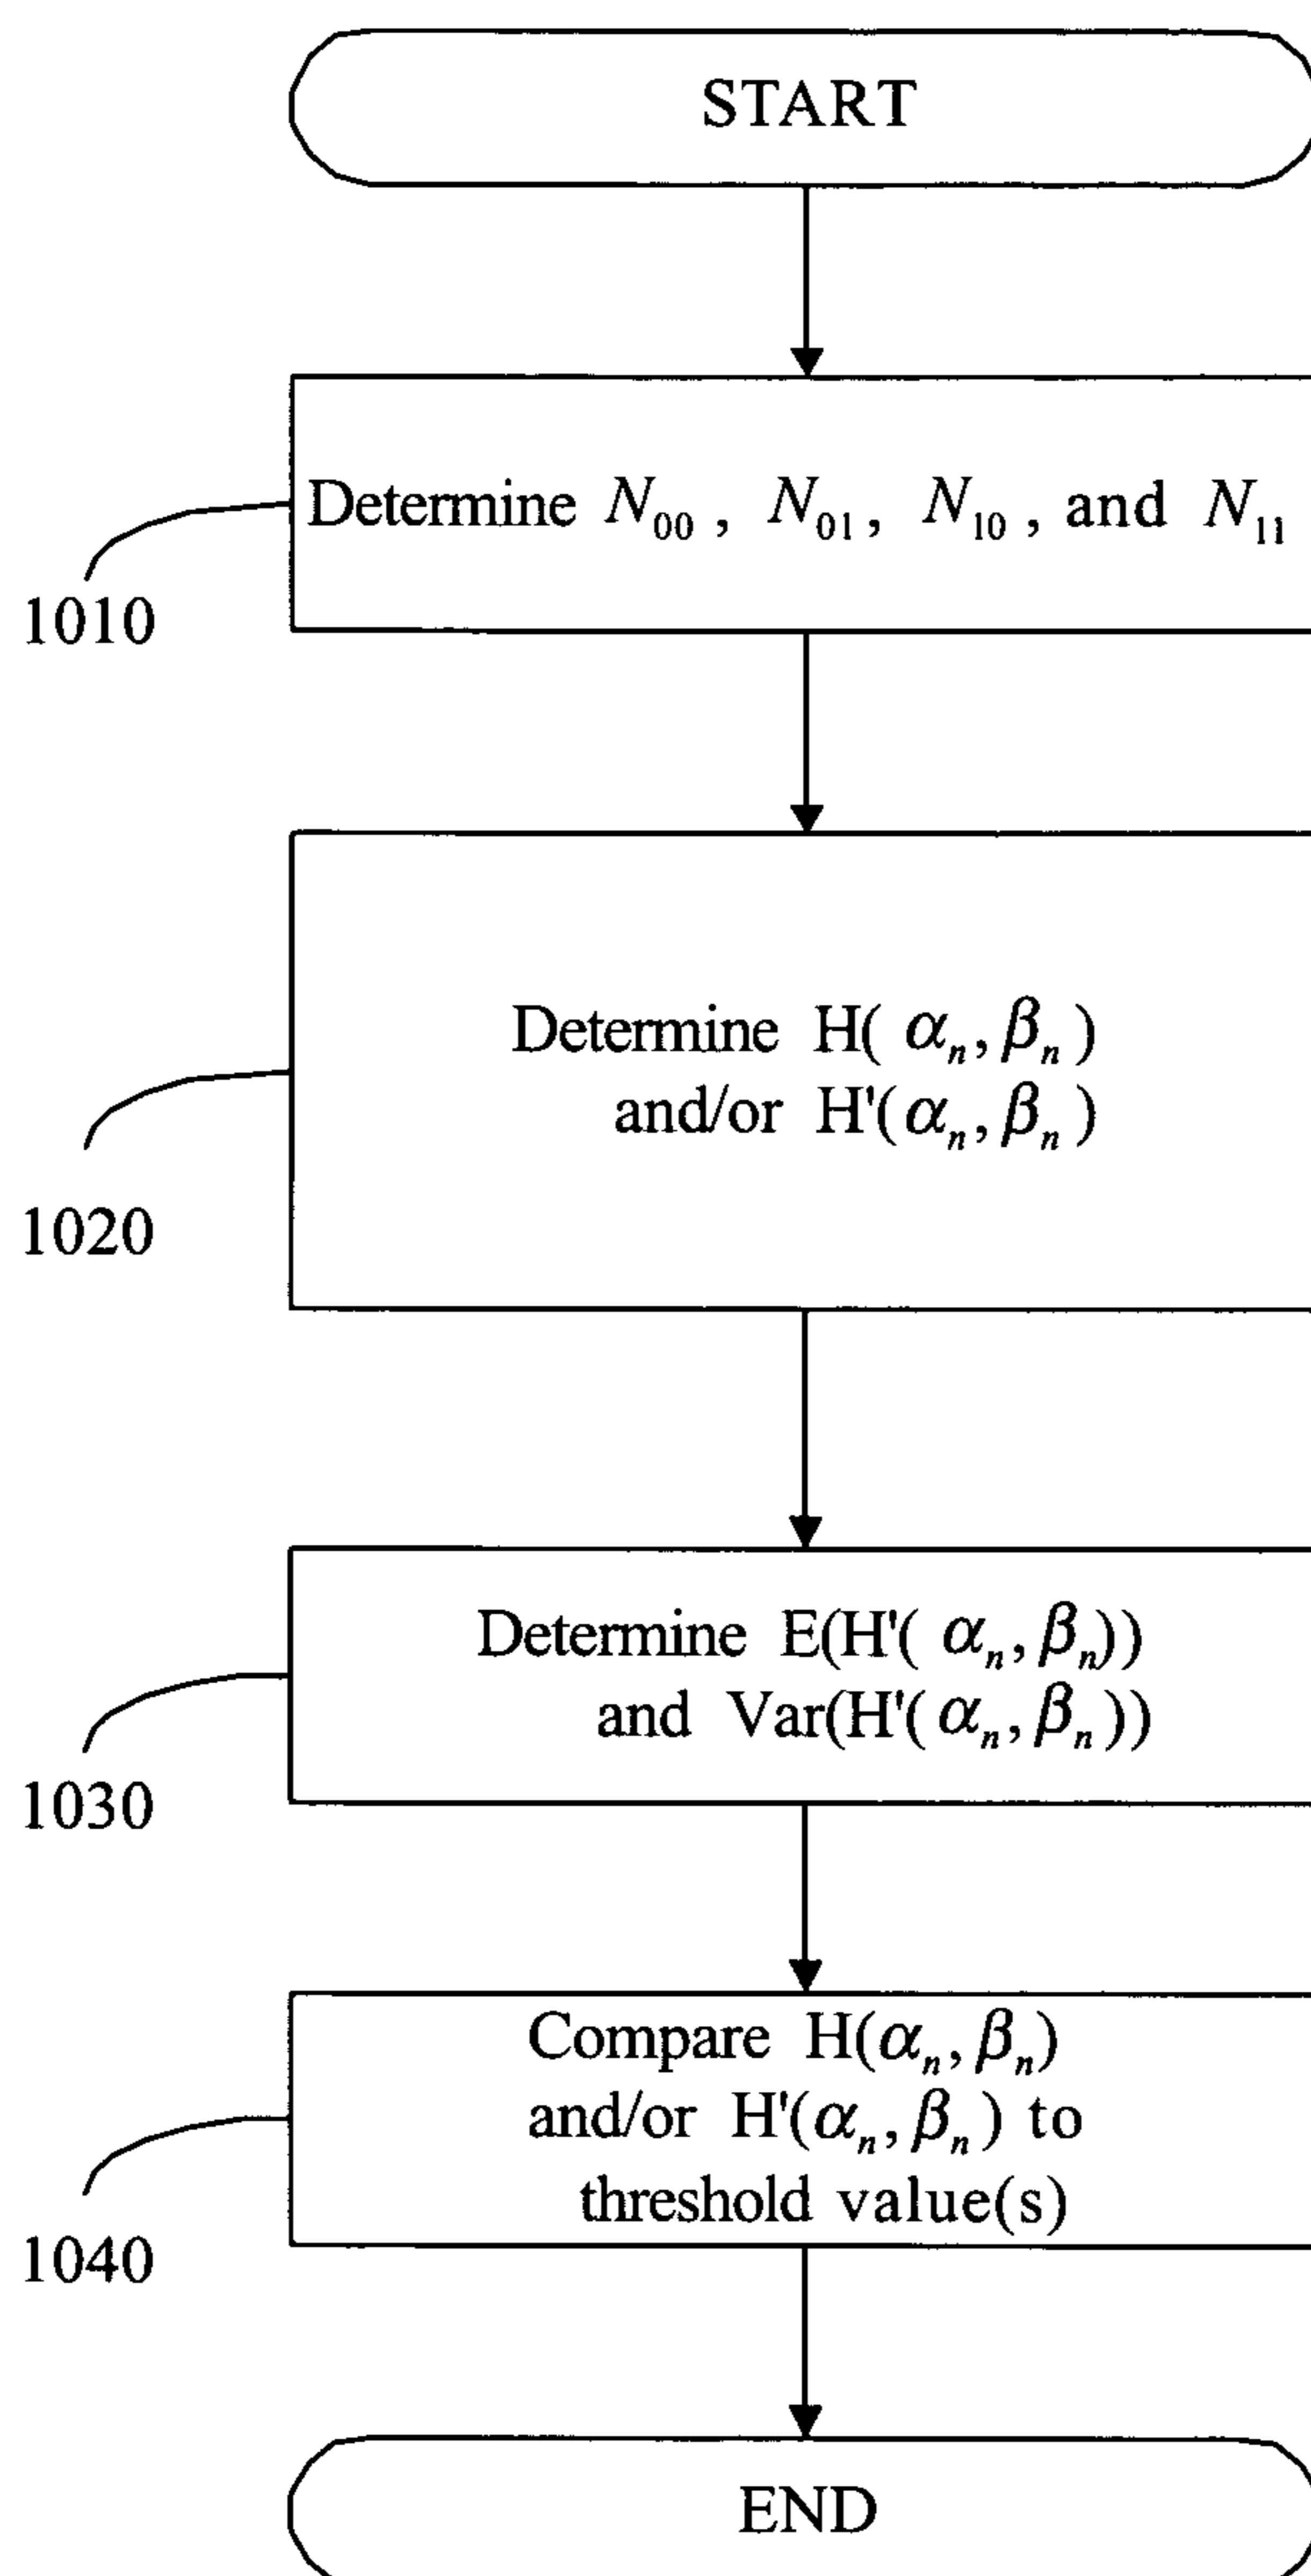 START
Determine N₀₀ , N₀₁, N₁₀ , and N₁₁
1010
Determine H( αₙ, βₙ )
and/or H'(αₙ, βₙ )
1020
Determine E(H'( αₙ, βₙ))
and Var(H'( αₙ, βₙ ))
1030
Compare H(αₙ, βₙ)
and/or H'(αₙ, βₙ ) to
threshold value(s)
1040
END